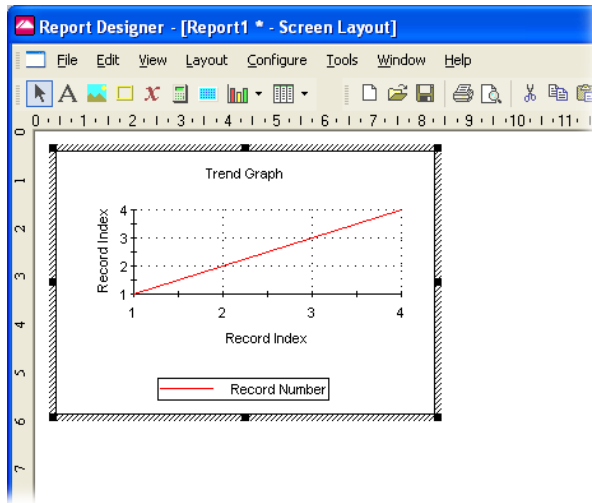 Report Designer - [Report1 * - Screen Layout]
File Edit View Layout Configure Tools Window Help
A x
0 1 2 3 4 5 6 7 8 9 10 11
0
1
2
3
4
5
6
7
Trend Graph
Record Index
4
3
2
1
1 2 3 4
Record Index
Record Number